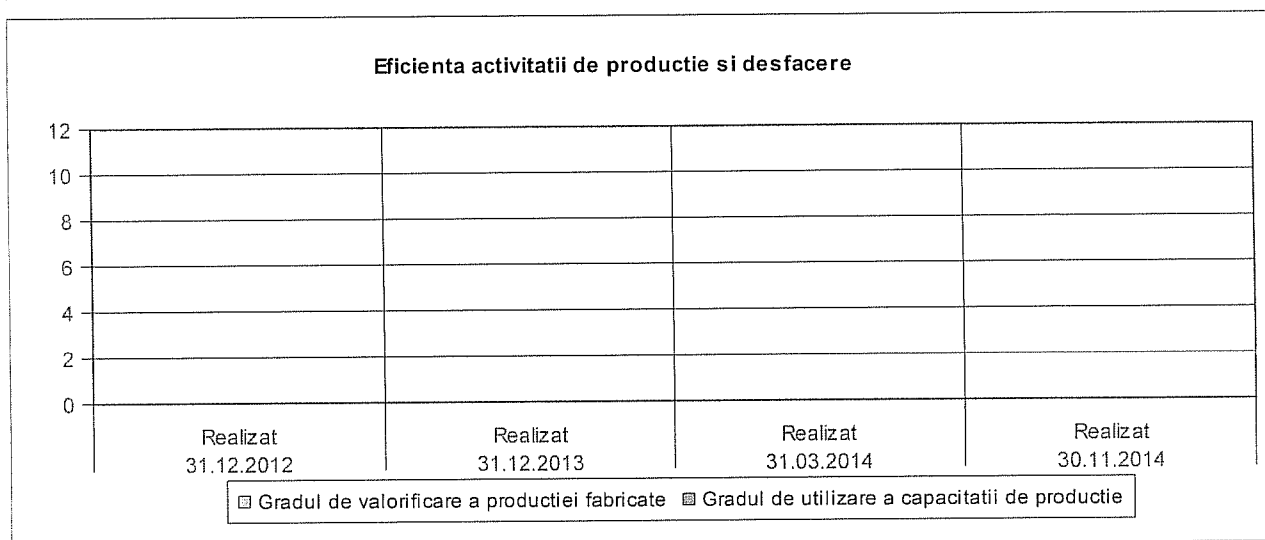 Eficienta activitatii de productie si desfacere
12
10
8
6
4
2
0
Realizat
31.12.2012
Realizat
31.12.2013
Realizat
31.03.2014
Realizat
30.11.2014
Gradul de valorificare a productiei fabricate
Gradul de utilizare a capacitatii de productie